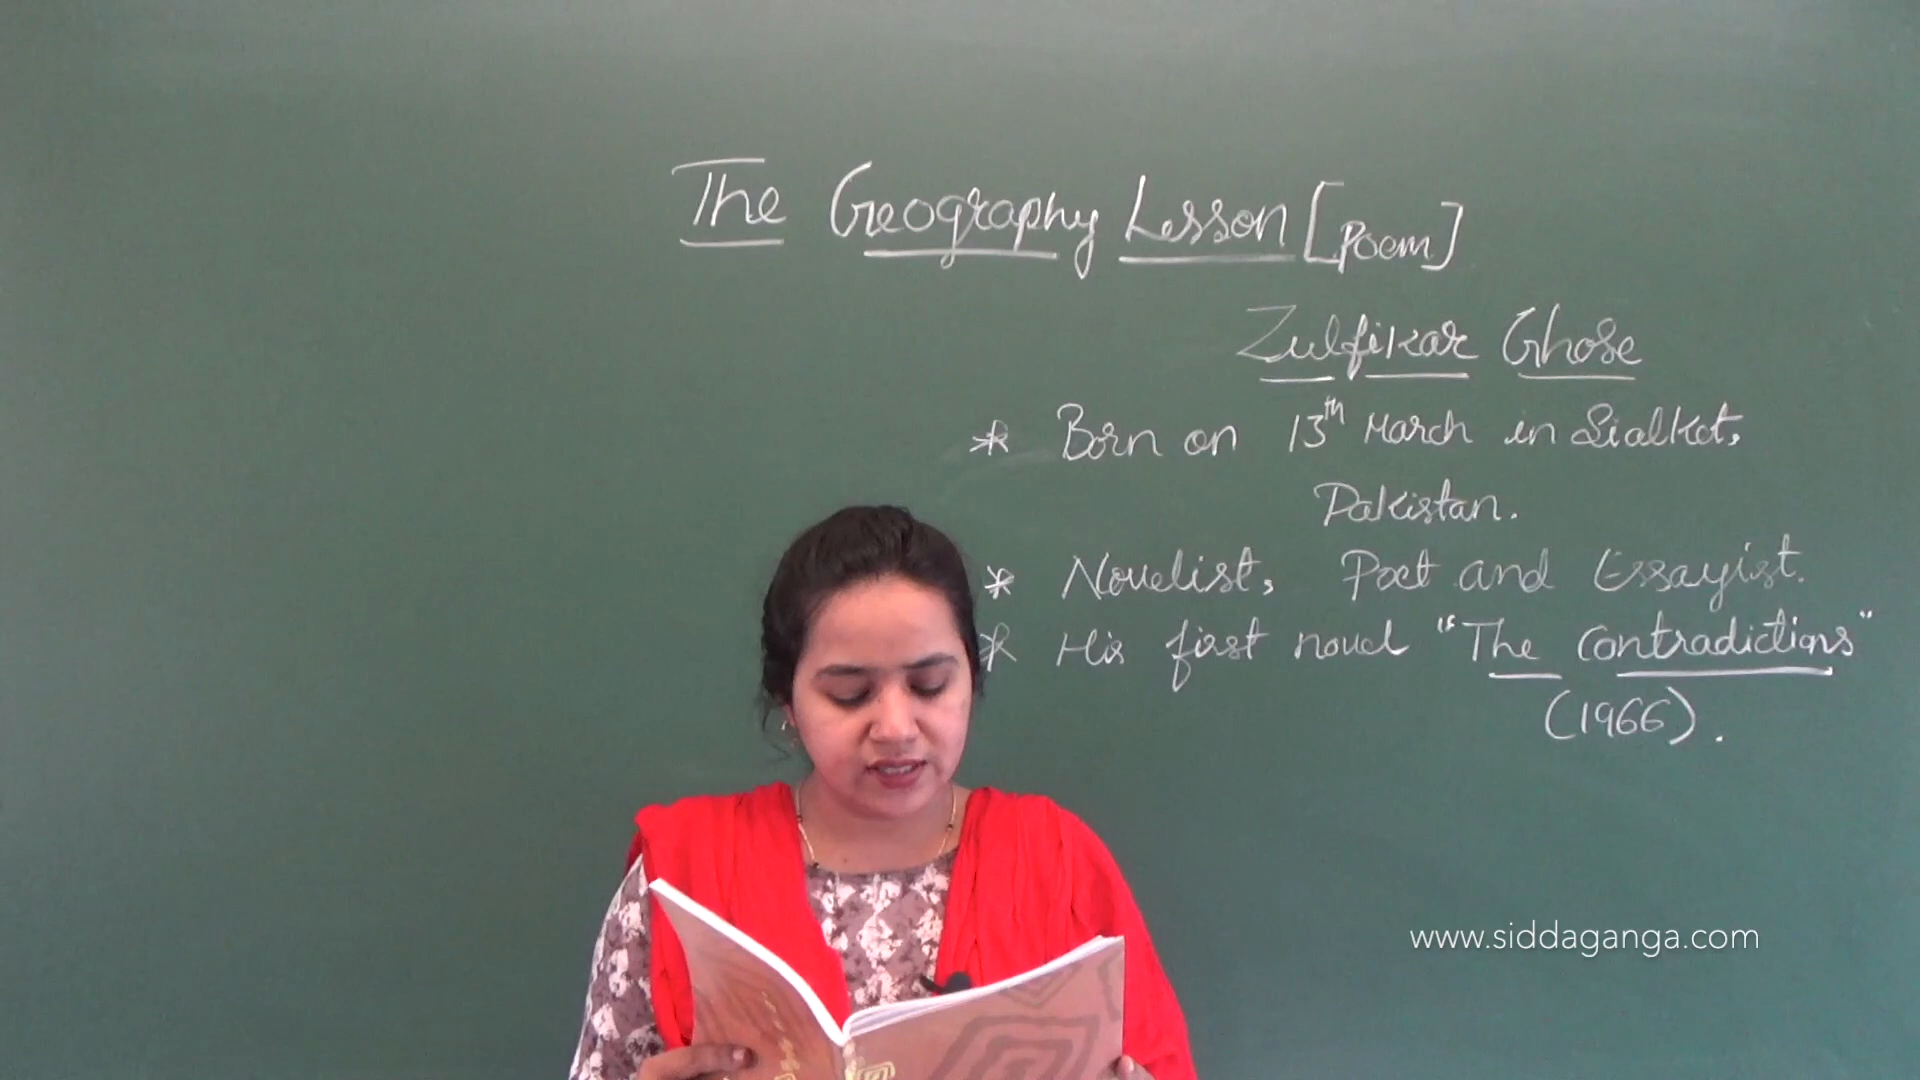 The Geography Lesson [Poem]
Zulfikar Ghose
* Born on 13th March in Sialkot,
Pakistan.
* Novelist, Poet and Essayist.
* His first novel "The Contradictions"
(1966).
www.siddaganga.com